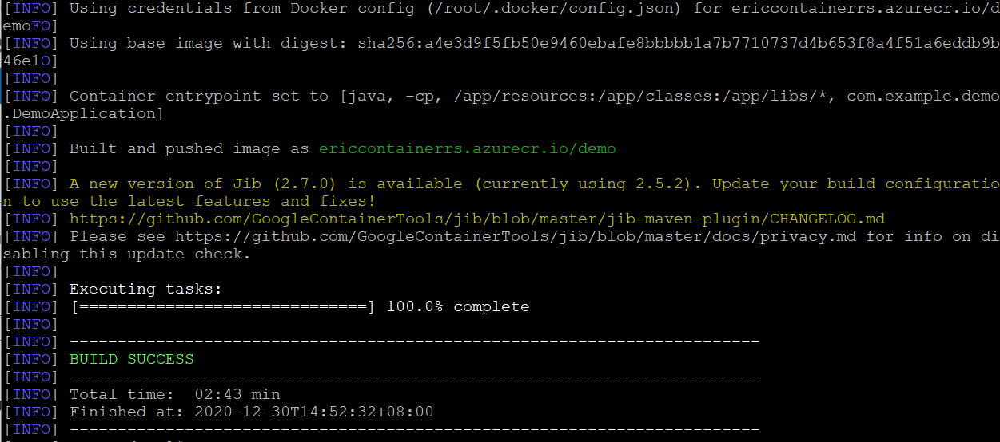 [INFO] Using credentials from Docker config (/root/.docker/config.json) for ericcontainerrs.azurecr.io/d
emoFO]
[INFO] Using base image with digest: sha256:a4e3d9f5fb50e9460ebafe8bbbbb1a7b7710737d4b653f8a4f51a6eddb9b
46e1O]
[INFO]
[INFO] Container entrypoint set to [java, -cp, /app/resources:/app/classes:/app/libs/*, com.example.demo
.DemoApplication]
[INFO]
[INFO] Built and pushed image as ericcontainerrs.azurecr.io/demo
[INFO]
[INFO] A new version of Jib (2.7.0) is available (currently using 2.5.2). Update your build configuratio
n to use the latest features and fixes!
[INFO] https://github.com/GoogleContainerTools/jib/blob/master/jib-maven-plugin/CHANGELOG.md
[INFO] Please see https://github.com/GoogleContainerTools/jib/blob/master/docs/privacy.md for info on di
sabling this update check.
[INFO]
[INFO] Executing tasks:
[INFO] [==============================] 100.0% complete
[INFO]
[INFO] ------------------------------------------------------------------------
[INFO] BUILD SUCCESS
[INFO] ------------------------------------------------------------------------
[INFO] Total time:  02:43 min
[INFO] Finished at: 2020-12-30T14:52:32+08:00
[INFO] ------------------------------------------------------------------------